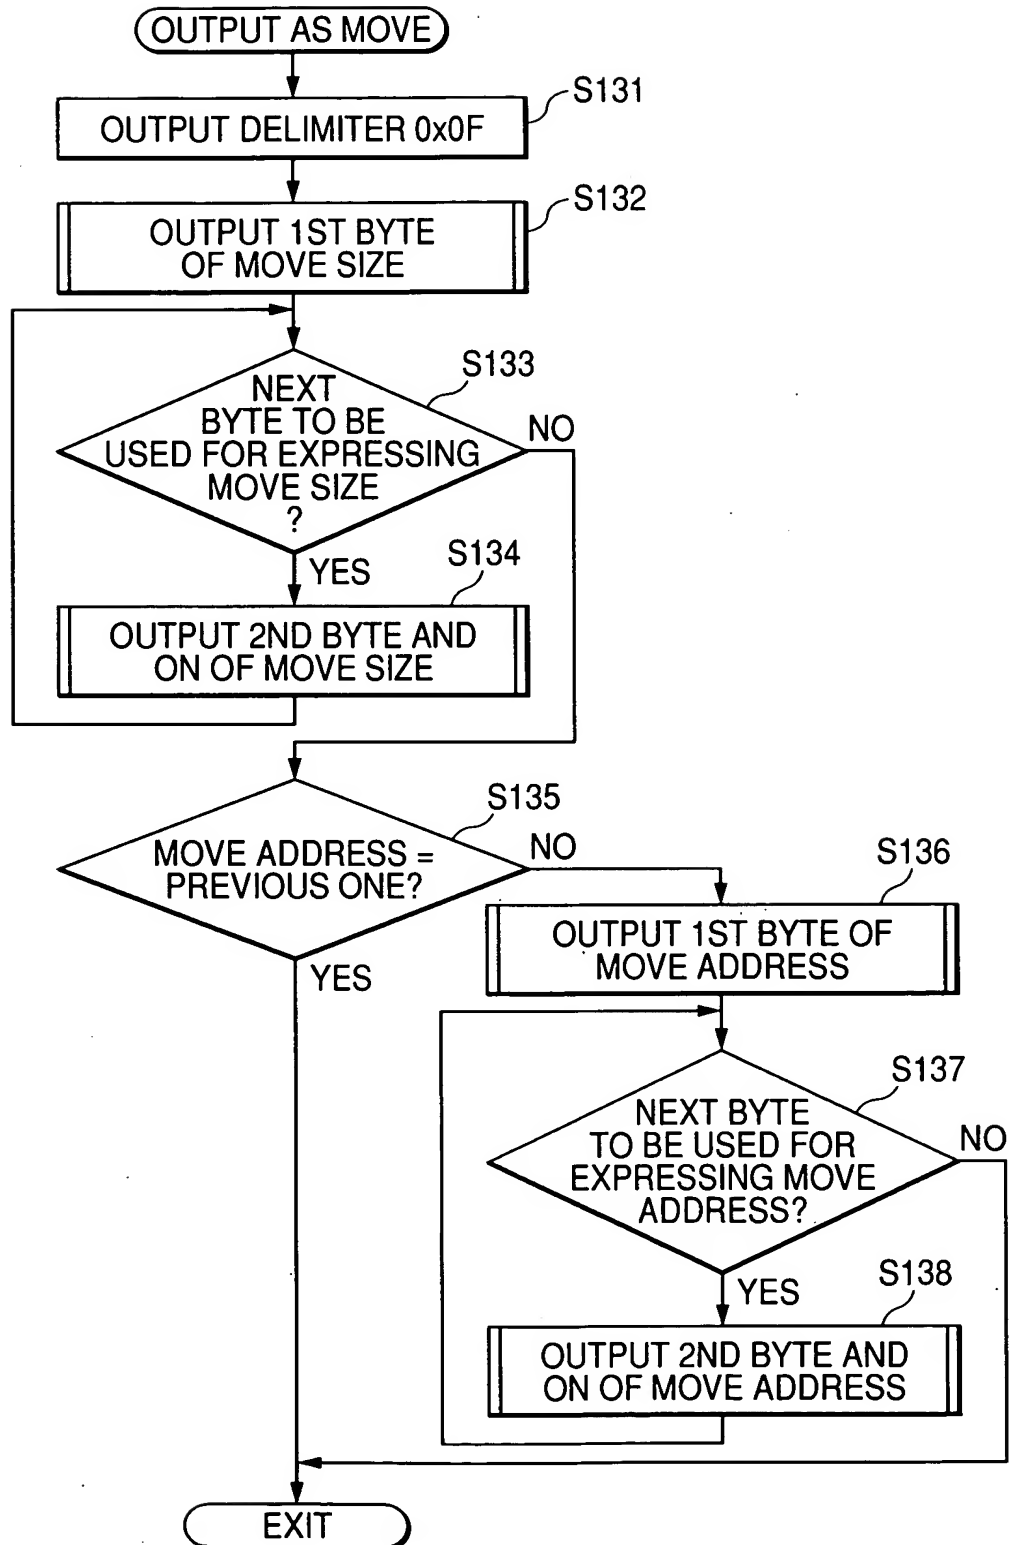 OUTPUT AS MOVE
S131
OUTPUT DELIMITER 0x0F
S132
OUTPUT 1ST BYTE
OF MOVE SIZE
S133
NEXT
BYTE TO BE
USED FOR EXPRESSING
MOVE SIZE
?
NO
YES
S134
OUTPUT 2ND BYTE AND
ON OF MOVE SIZE
S135
MOVE ADDRESS =
PREVIOUS ONE?
NO
YES
S136
OUTPUT 1ST BYTE OF
MOVE ADDRESS
S137
NEXT BYTE
TO BE USED FOR
EXPRESSING MOVE
ADDRESS?
NO
YES
S138
OUTPUT 2ND BYTE AND
ON OF MOVE ADDRESS
EXIT